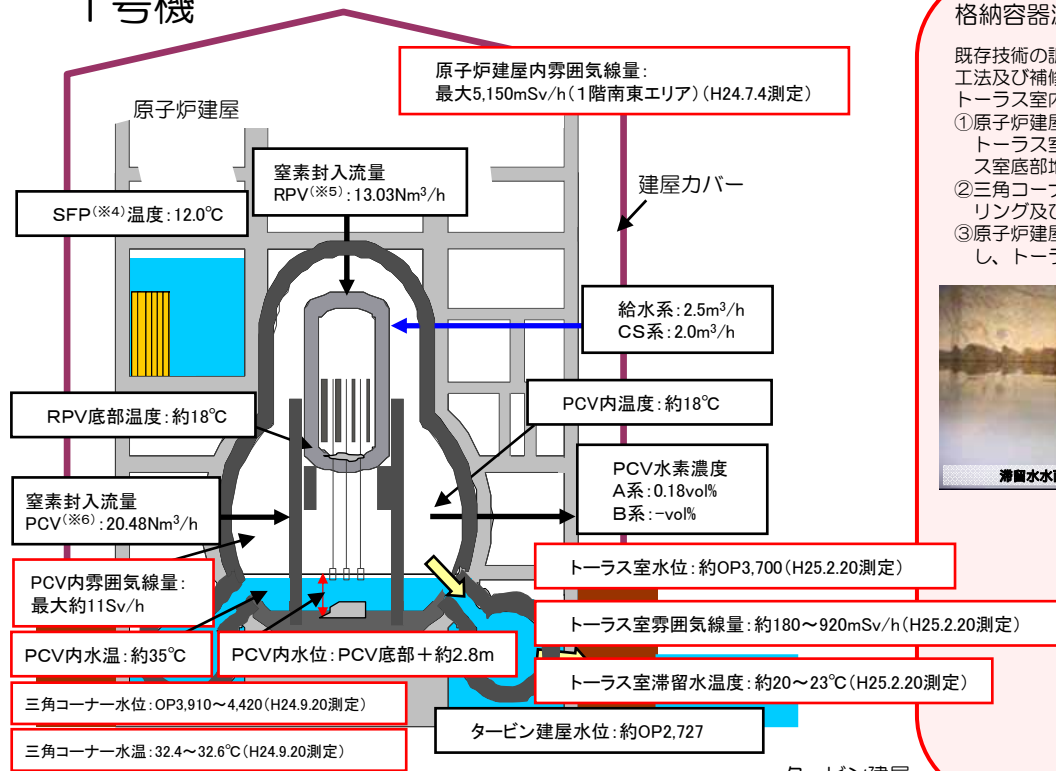 1号機
原子炉建屋内雰囲気線量:
最大5,150mSv/h(1階南東エリア)(H24.7.4測定)
原子炉建屋
窒素封入流量
RPV(※5):13.03Nm3/h
建屋カバー
SFP(※4)温度:12.0℃
給水系:2.5m3/h
CS系:2.0m3/h
RPV底部温度:約18℃
PCV内温度:約18℃
窒素封入流量
PCV(※6):20.48Nm3/h
PCV水素濃度
A系:0.18vol%
B系:-vol%
PCV内雰囲気線量:
最大約11Sv/h
トーラス室水位:約OP3,700(H25.2.20測定)
トーラス室雰囲気線量:約180~920mSv/h(H25.2.20測定)
PCV内水温:約35℃
PCV内水位:PCV底部+約2.8m
トーラス室滞留水温度:約20~23℃(H25.2.20測定)
三角コーナー水位:OP3,910~4,420(H24.9.20測定)
タービン建屋水位:約OP2,727
三角コーナー水温:32.4~32.6℃(H24.9.20測定)
格納容器
既存技術の
工法及び補修
トーラス室内
①原子炉建屋
トーラス室
ス室底部
②三角コーナ
リング及び
③原子炉建屋
し、トーラ
滞留水水